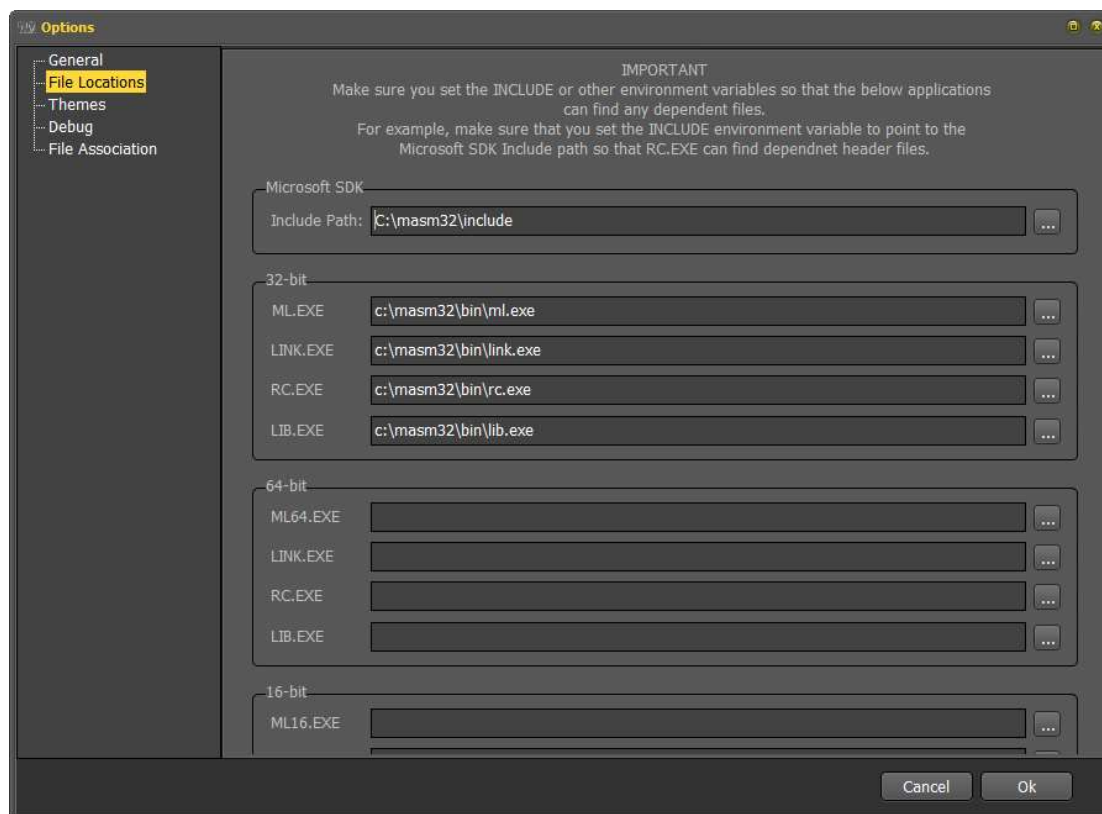 Options
General
File Locations
Themes
Debug
File Association
IMPORTANT
Make sure you set the INCLUDE or other environment variables so that the below applications
can find any dependent files.
For example, make sure that you set the INCLUDE environment variable to point to the
Microsoft SDK Include path so that RC.EXE can find dependnet header files.
Microsoft SDK
Include Path: C:\masm32\include ...
32-bit
ML.EXE c:\masm32\bin\ml.exe ...
LINK.EXE c:\masm32\bin\link.exe ...
RC.EXE c:\masm32\bin\rc.exe ...
LIB.EXE c:\masm32\bin\lib.exe ...
64-bit
ML64.EXE ...
LINK.EXE ...
RC.EXE ...
LIB.EXE ...
16-bit
ML16.EXE ...
Cancel Ok